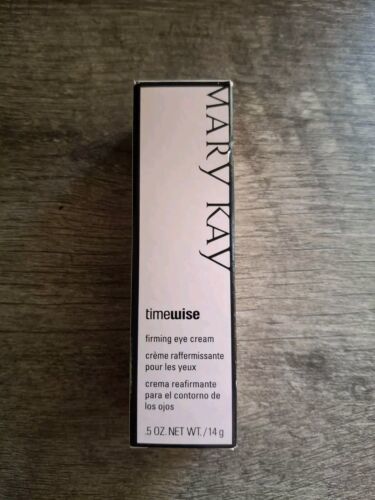 MARY KAY
timewise
firming eye cream
crème raffermissante
pour les yeux
crema reafirmante
para el contorno de
los ojos
.5 OZ. NET WT./14 g